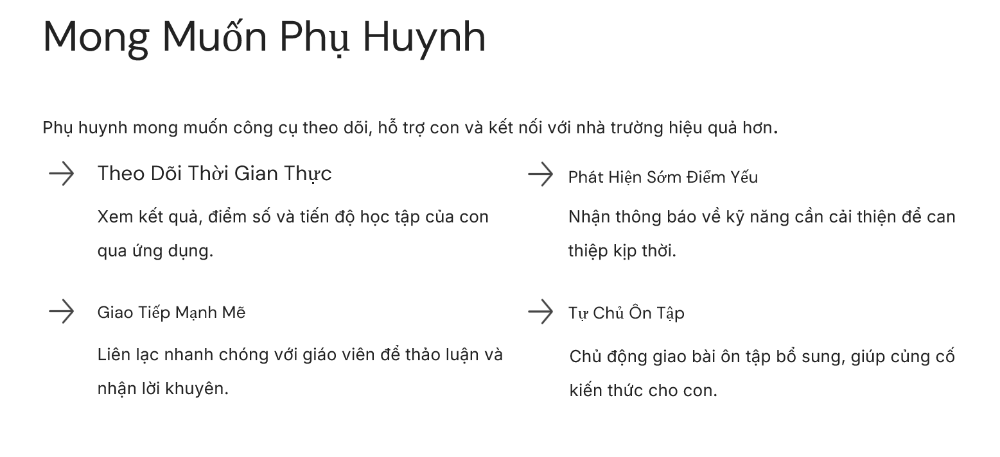 Mong Muốn Phụ Huynh
Phụ huynh mong muốn công cụ theo dõi, hỗ trợ con và kết nối với nhà trường hiệu quả hơn.
Theo Dõi Thời Gian Thực
Xem kết quả, điểm số và tiến độ học tập của con
qua ứng dụng.
Phát Hiện Sớm Điểm Yếu
Nhận thông báo về kỹ năng cần cải thiện để can
thiệp kịp thời.
Giao Tiếp Mạnh Mẽ
Liên lạc nhanh chóng với giáo viên để thảo luận và
nhận lời khuyên.
Tự Chủ Ôn Tập
Chủ động giao bài ôn tập bổ sung, giúp củng cố
kiến thức cho con.